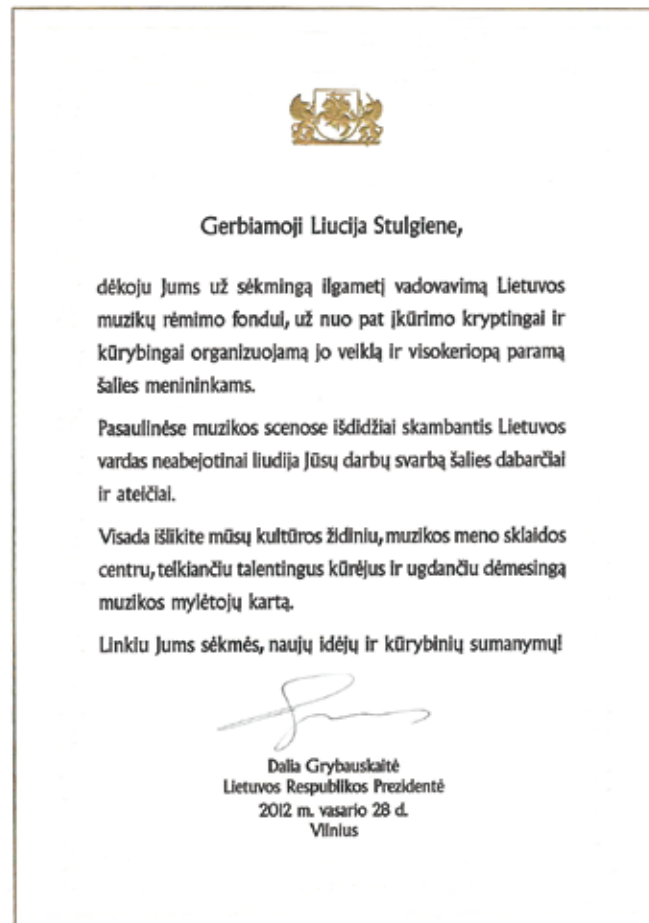 Gerbiamoji Liucija Stulgiene,
dėkoju Jums už sėkmingą ilgametį vadovavimą Lietuvos
muzikų rėmimo fondui, už nuo pat įkūrimo kryptingai ir
kūrybingai organizuojamą jo veiklą ir visokeriopą paramą
šalies menininkams.
Pasaulinėse muzikos scenose išdidžiai skambantis Lietuvos
vardas neabejotinai liudija Jūsų darbų svarbą šalies dabarčiai
ir ateičiai.
Visada išlikite mūsų kultūros židiniu, muzikos meno sklaidos
centru, telkiančiu talentingus kūrėjus ir ugdančiu dėmesingą
muzikos mylėtojų kartą.
Linkiu Jums sėkmės, naujų idėjų ir kūrybinių sumanymų!
Dalia Grybauskaitė
Lietuvos Respublikos Prezidentė
2012 m. vasario 28 d.
Vilnius